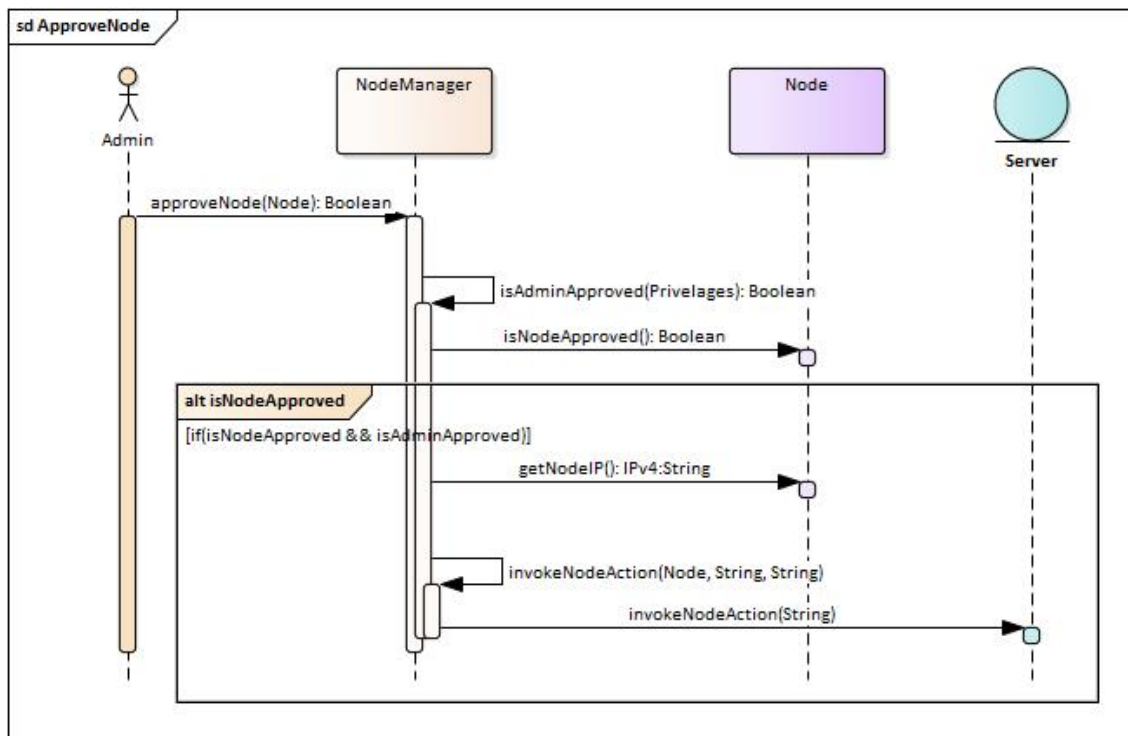 sd ApproveNode
Admin
NodeManager
Node
Server
approveNode(Node): Boolean
isAdminApproved(Privelages): Boolean
isNodeApproved(): Boolean
alt isNodeApproved
[if(isNodeApproved && isAdminApproved)]
getNodeIP(): IPv4:String
invokeNodeAction(Node, String, String)
invokeNodeAction(String)